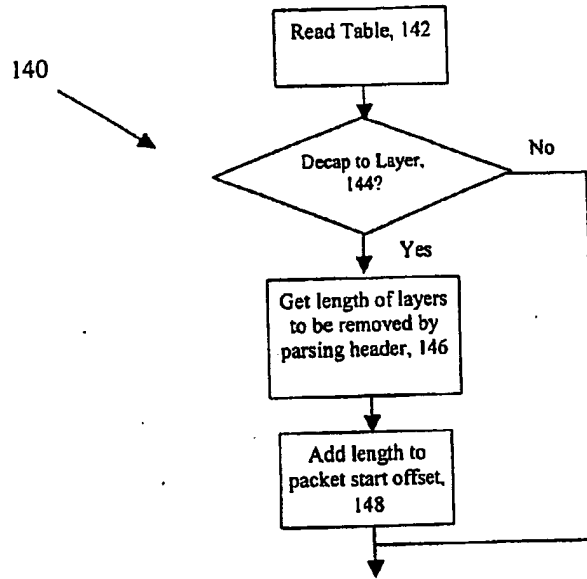 Read Table, 142
140
Decap to Layer,
144?
No
Yes
Get length of layers
to be removed by
parsing header, 146
Add length to
packet start offset,
148